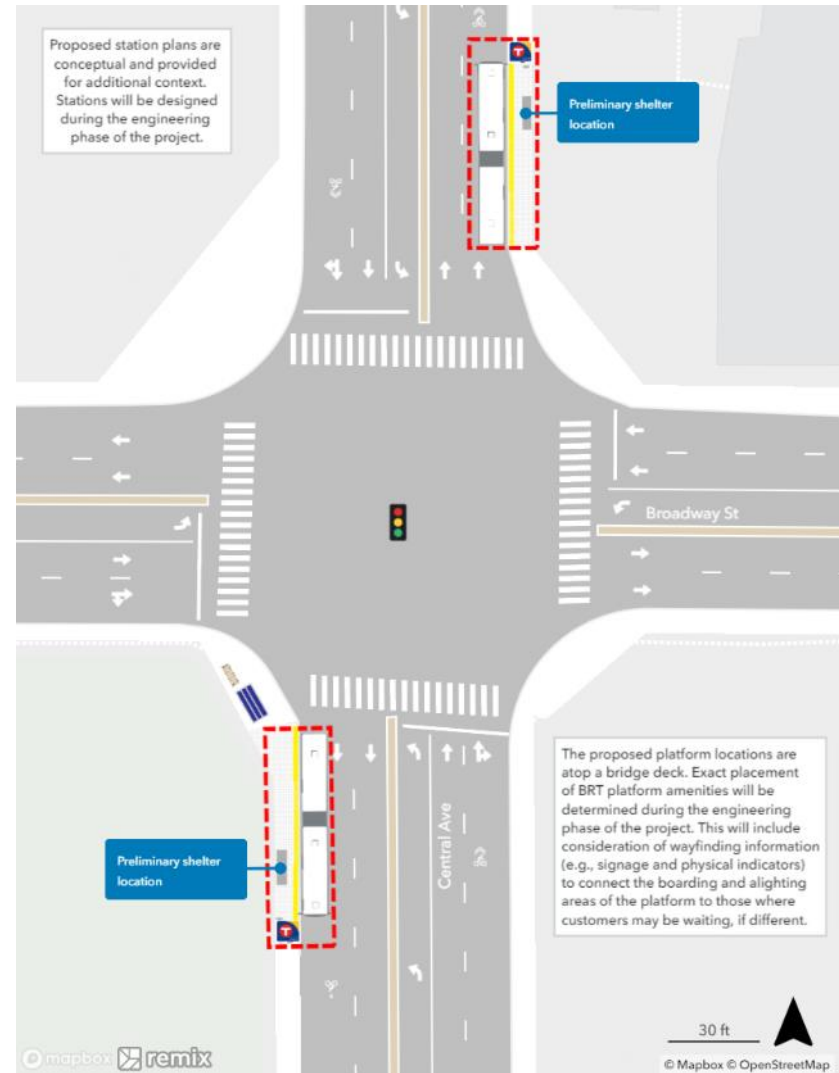 Proposed station plans are
conceptual and provided
for additional context.
Stations will be designed
during the engineering
phase of the project.
T
Preliminary shelter
location
Broadway St
Central Ave
The proposed platform locations are
atop a bridge deck. Exact placement
of BRT platform amenities will be
determined during the engineering
phase of the project. This will include
consideration of wayfinding information
(e.g., signage and physical indicators)
to connect the boarding and alighting
areas of the platform to those where
customers may be waiting, if different.
Preliminary shelter
location
T
30 ft
mapbox remix
© Mapbox © OpenStreetMap